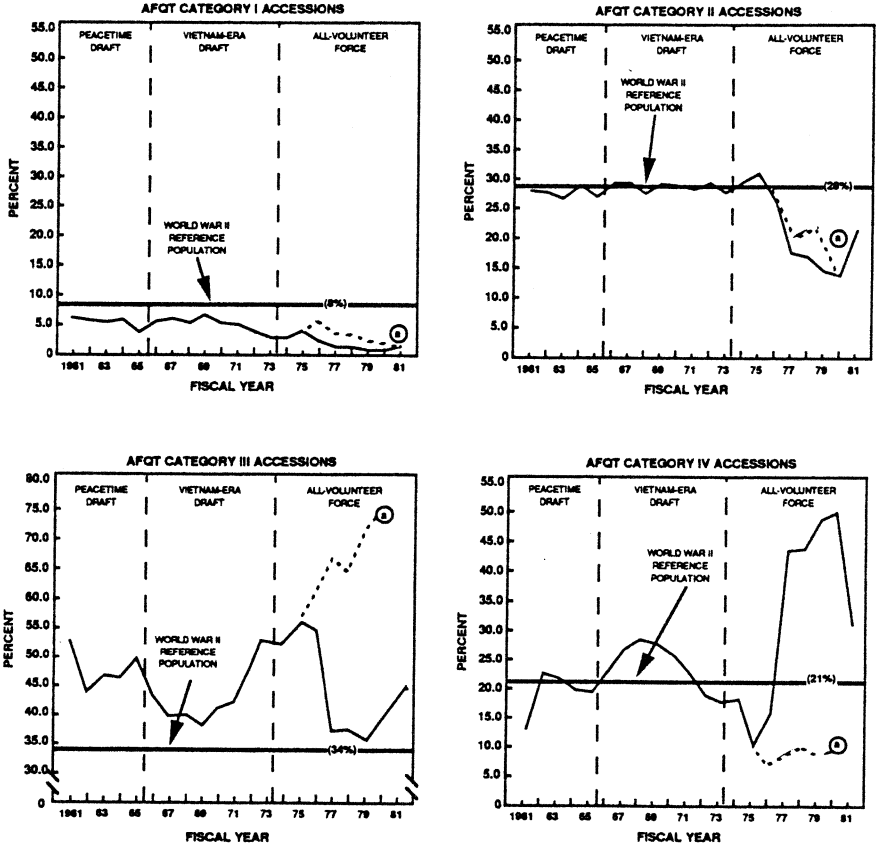 AFQT CATEGORY I ACCESSIONS
55.0
50.0
45.0
40.0
35.0
30.0
25.0
20.0
15.0
10.0
5.0
0
PERCENT
PEACETIME
DRAFT
VIETNAM-ERA
DRAFT
ALL-VOLUNTEER
FORCE
WORLD WAR II
REFERENCE
POPULATION
(8%)
a
1961 63 65 67 69 71 73 75 77 79 81
FISCAL YEAR
AFQT CATEGORY II ACCESSIONS
55.0
50.0
45.0
40.0
35.0
30.0
25.0
20.0
15.0
10.0
5.0
0
PERCENT
PEACETIME
DRAFT
VIETNAM-ERA
DRAFT
ALL-VOLUNTEER
FORCE
WORLD WAR II
REFERENCE
POPULATION
(28%)
a
1961 63 65 67 69 71 73 75 77 79 81
FISCAL YEAR
AFQT CATEGORY III ACCESSIONS
80.0
75.0
70.0
65.0
60.0
55.0
50.0
45.0
40.0
35.0
30.0
0
PERCENT
PEACETIME
DRAFT
VIETNAM-ERA
DRAFT
ALL-VOLUNTEER
FORCE
a
WORLD WAR II
REFERENCE
POPULATION
(34%)
1961 63 65 67 69 71 73 75 77 79 81
FISCAL YEAR
AFQT CATEGORY IV ACCESSIONS
55.0
50.0
45.0
40.0
35.0
30.0
25.0
20.0
15.0
10.0
5.0
0
PERCENT
PEACETIME
DRAFT
VIETNAM-ERA
DRAFT
ALL-VOLUNTEER
FORCE
WORLD WAR II
REFERENCE
POPULATION
(21%)
a
1961 63 65 67 69 71 73 75 77 79 81
FISCAL YEAR